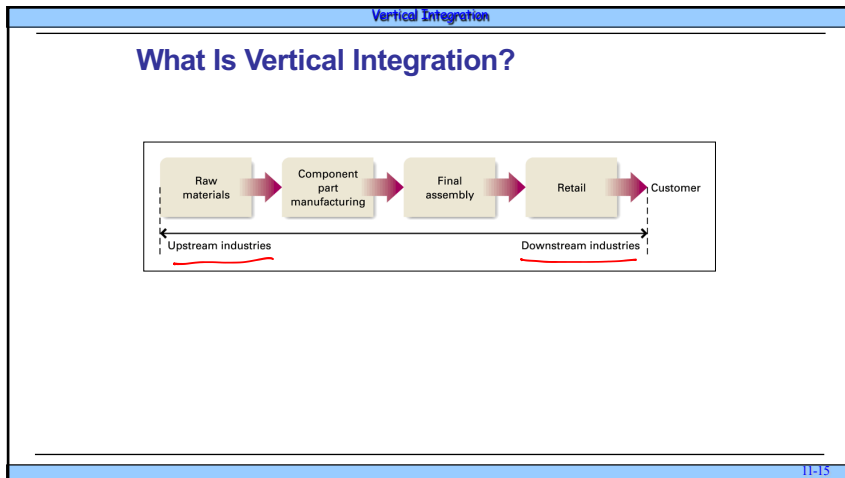 Vertical Integration
What Is Vertical Integration?
Raw
materials
Component
part
manufacturing
Final
assembly
Retail
Customer
Upstream industries
Downstream industries
11-15